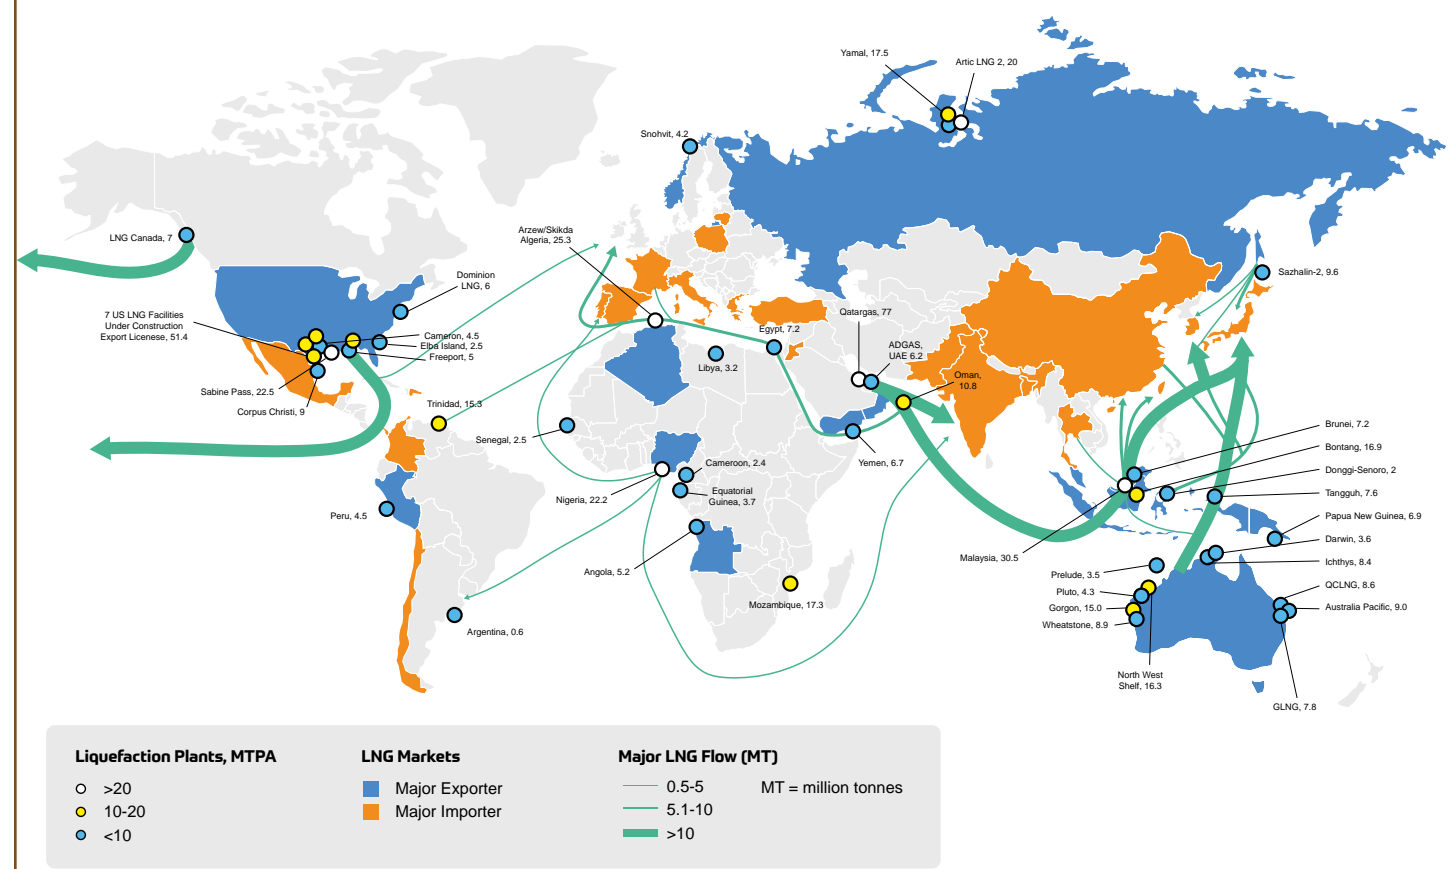 Yamal, 17.5
Artic LNG 2, 20
Snohvit, 4.2
LNG Canada, 7
Arzew/Skikda
Algeria, 25.3
Dominion
LNG, 6
Sazhalin-2, 9.6
7 US LNG Facilities
Under Construction
Export Licenese, 51.4
Cameron, 4.5
Elba Island, 2.5
Freeport, 5
Egypt, 7.2
Qatargas, 77
ADGAS,
UAE 6.2
Libya, 3.2
Oman,
10.8
Sabine Pass, 22.5
Corpus Christi, 9
Trinidad, 15.3
Senegal, 2.5
Yemen, 6.7
Brunei, 7.2
Bontang, 16.9
Donggi-Senoro, 2
Tangguh, 7.6
Papua New Guinea, 6.9
Darwin, 3.6
Ichthys, 8.4
QCLNG, 8.6
Australia Pacific, 9.0
Cameroon, 2.4
Nigeria, 22.2
Equatorial
Guinea, 3.7
Peru, 4.5
Angola, 5.2
Malaysia, 30.5
Prelude, 3.5
Pluto, 4.3
Gorgon, 15.0
Wheatstone, 8.9
Mozambique, 17.3
Argentina, 0.6
North West
Shelf, 16.3
GLNG, 7.8
Liquefaction Plants, MTPA
>20
10-20
<10
LNG Markets
Major Exporter
Major Importer
Major LNG Flow (MT)
0.5-5
MT = million tonnes
5.1-10
>10